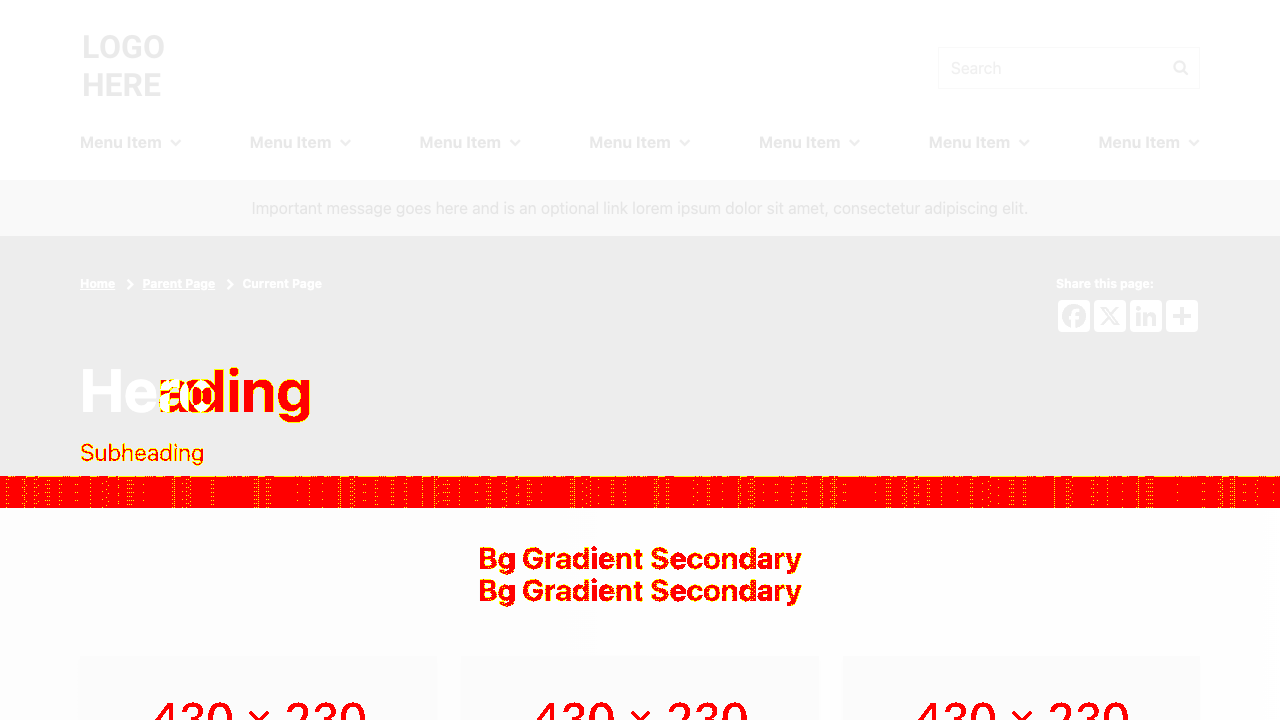 LOGO
HERE
Search
Menu Item Menu Item Menu Item Menu Item Menu Item Menu Item Menu Item
Important message goes here and is an optional link lorem ipsum dolor sit amet, consectetur adipiscing elit.
Home Parent Page Current Page
Share this page:
Heading
Subheading
Bg Gradient Secondary
Bg Gradient Secondary
430 × 230 430 × 230 430 × 230